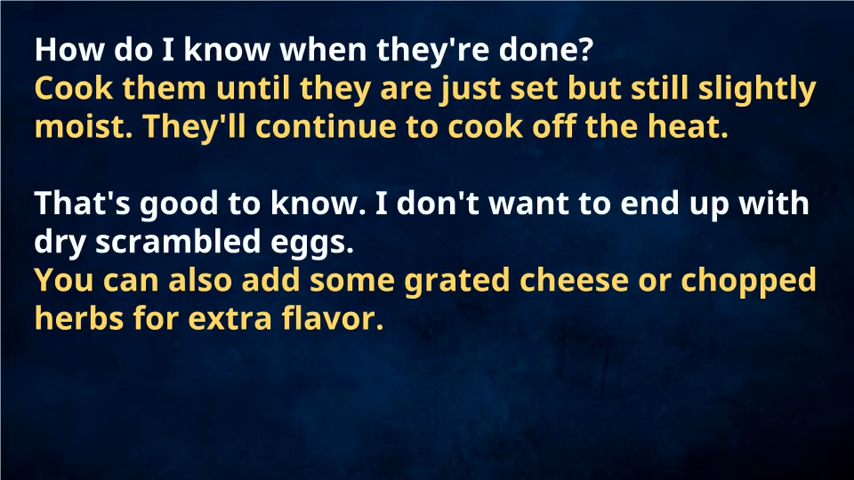 How do I know when they're done?
Cook them until they are just set but still slightly
moist. They'll continue to cook off the heat.
That's good to know. I don't want to end up with
dry scrambled eggs.
You can also add some grated cheese or chopped
herbs for extra flavor.